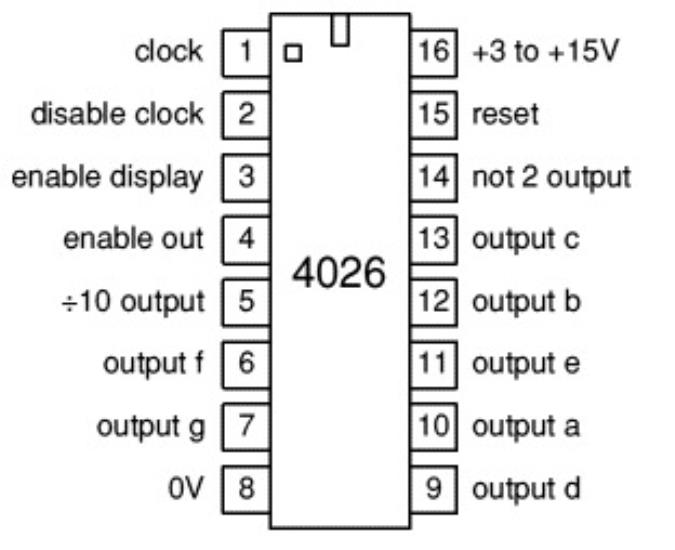 clock 1 16 +3 to +15V
disable clock 2 15 reset
enable display 3 14 not 2 output
enable out 4 13 output c
4026
÷10 output 5 12 output b
output f 6 11 output e
output g 7 10 output a
0V 8 9 output d